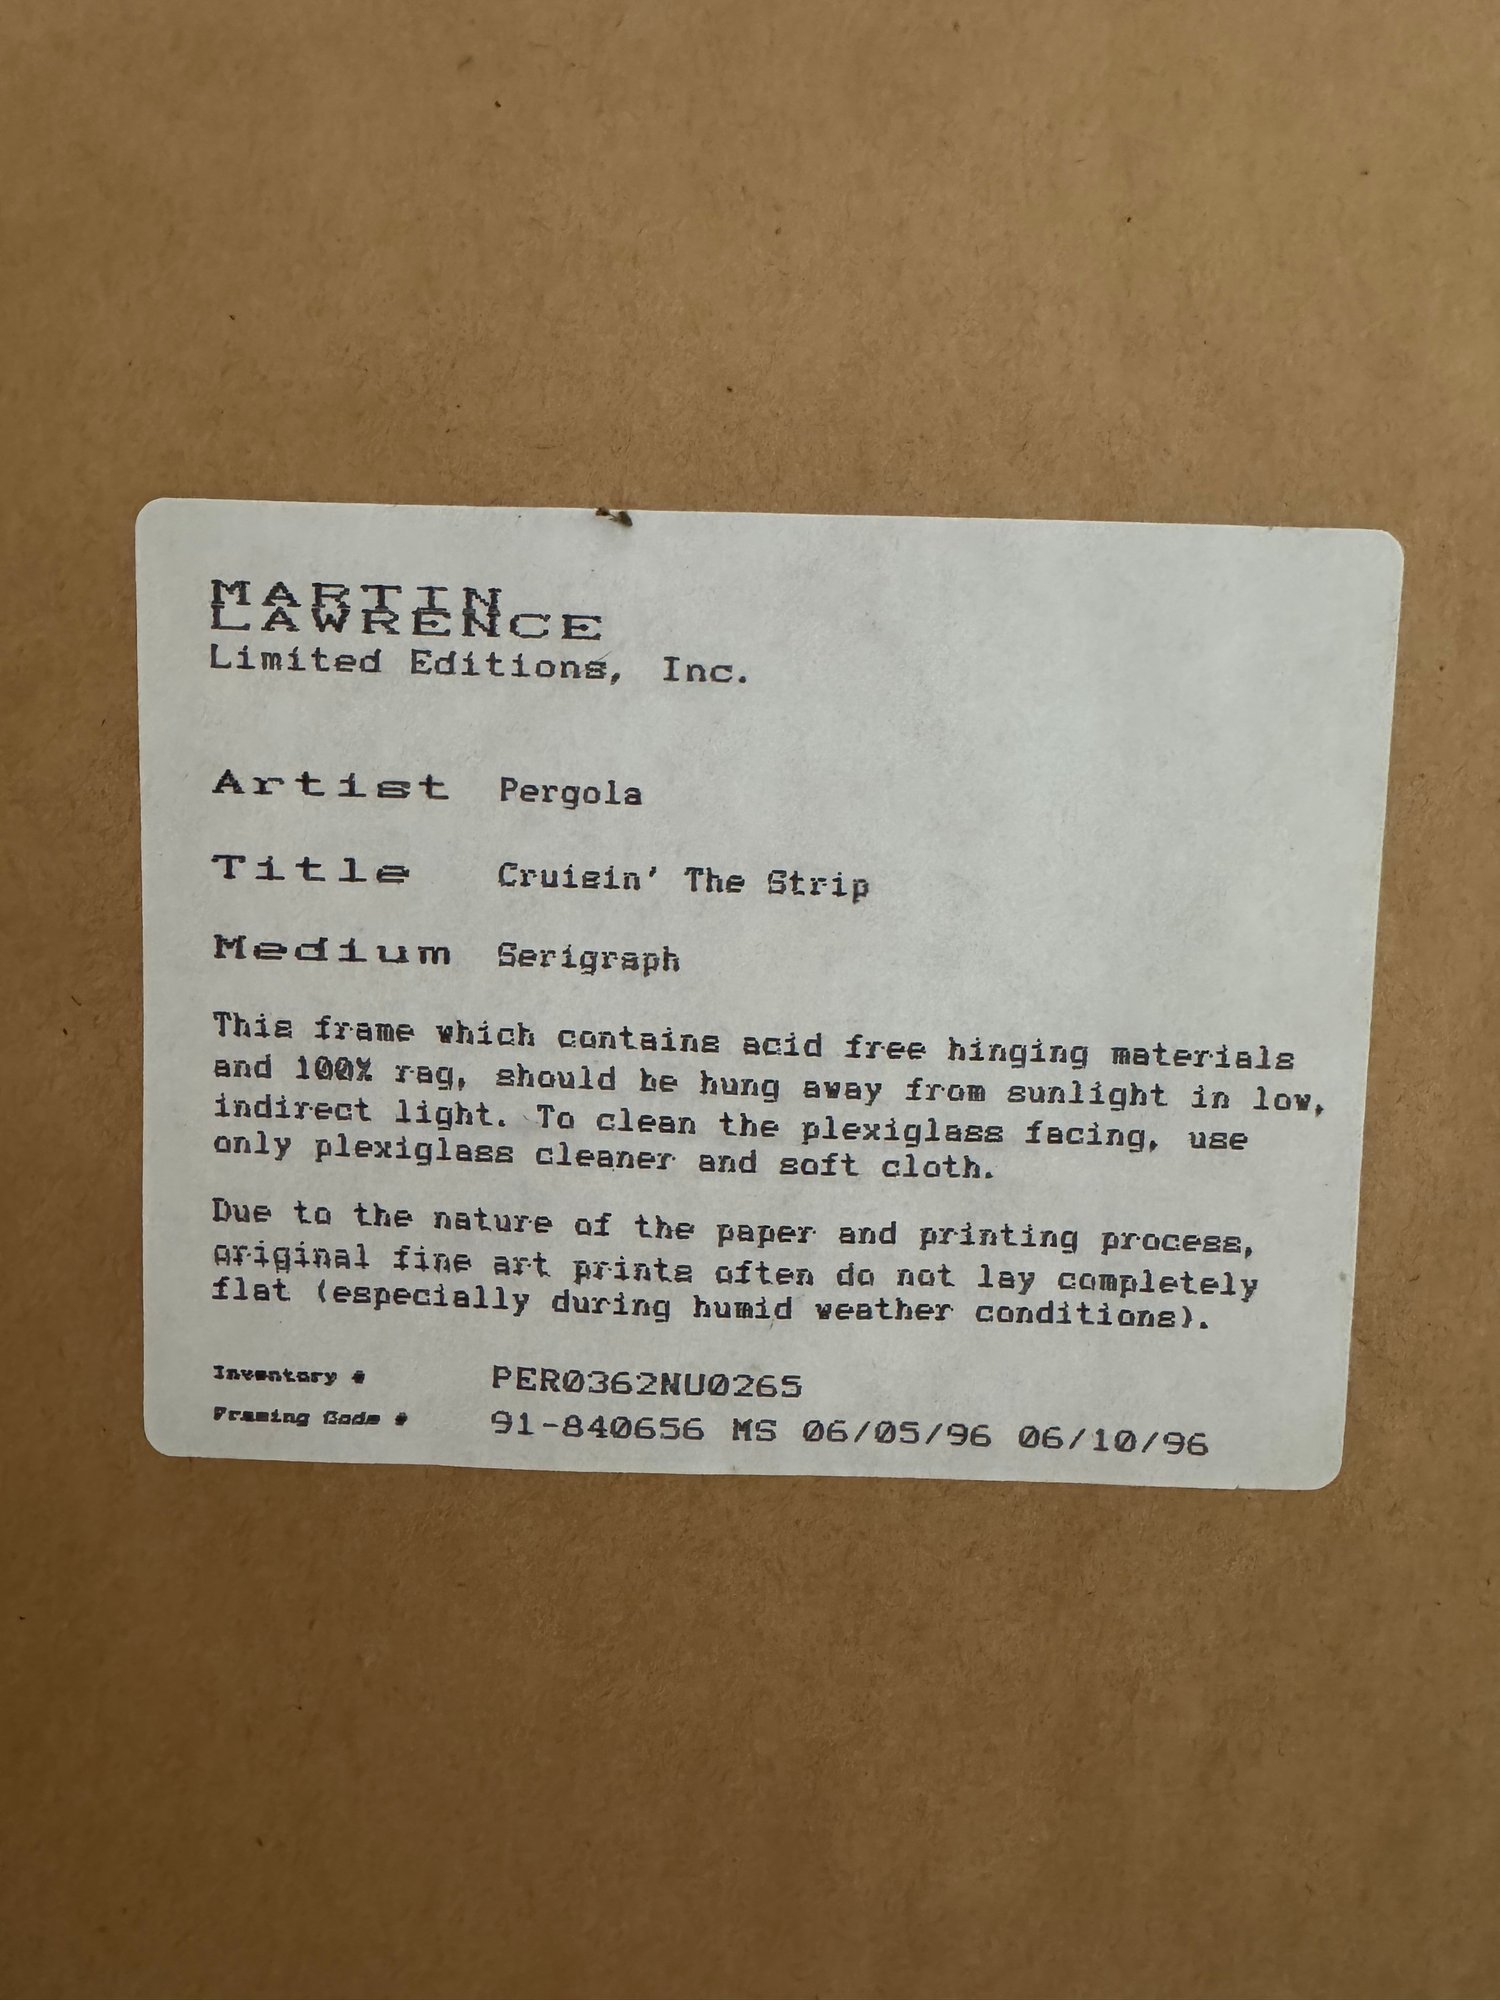 MARTIN
LAWRENCE
Limited Editions, Inc.
Artist Pergola
Title Cruisin' The Strip
Medium Serigraph
This frame which contains acid free hinging materials
and 100% rag, should be hung away from sunlight in low,
indirect light. To clean the plexiglass facing, use
only plexiglass cleaner and soft cloth.
Due to the nature of the paper and printing process,
original fine art prints often do not lay completely
flat (especially during humid weather conditions).
Inventory # PER0362NU0265
Framing Code # 91-840656 MS 06/05/96 06/10/96